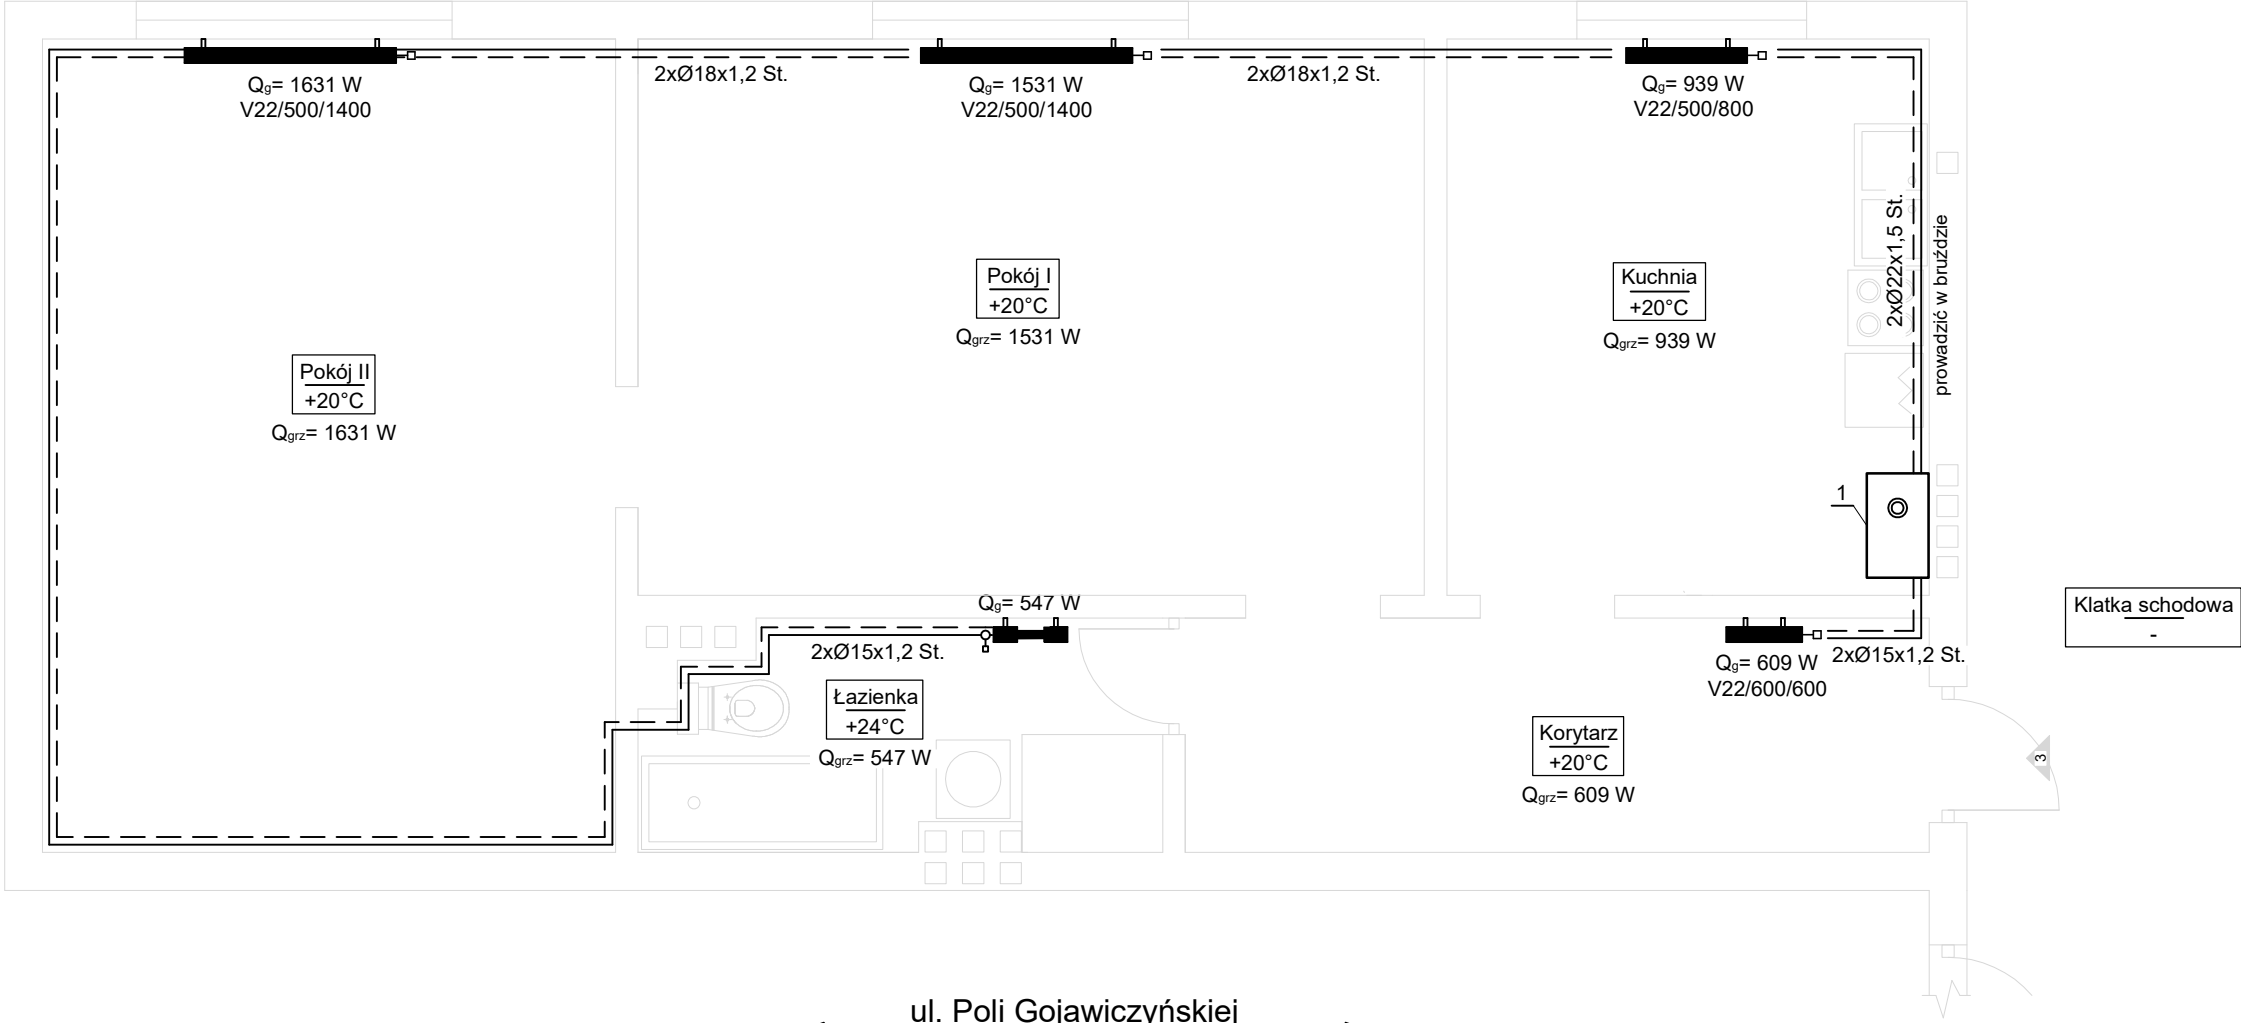 2xØ18x1,2 St.
2xØ18x1,2 St.
Qg= 1631 W
V22/500/1400
Qg= 1531 W
V22/500/1400
Qg= 939 W
V22/500/800
2xØ22x1,5 St.
prowadzić w bruździe
Pokój I
+20°C
Qgrz= 1531 W
Kuchnia
+20°C
Qgrz= 939 W
Pokój II
+20°C
Qgrz= 1631 W
1
Qg= 547 W
2xØ15x1,2 St.
Klatka schodowa
-
Qg= 609 W
V22/600/600
2xØ15x1,2 St.
Łazienka
+24°C
Qgrz= 547 W
Korytarz
+20°C
Qgrz= 609 W
3
ul. Poli Gojawiczyńskiej